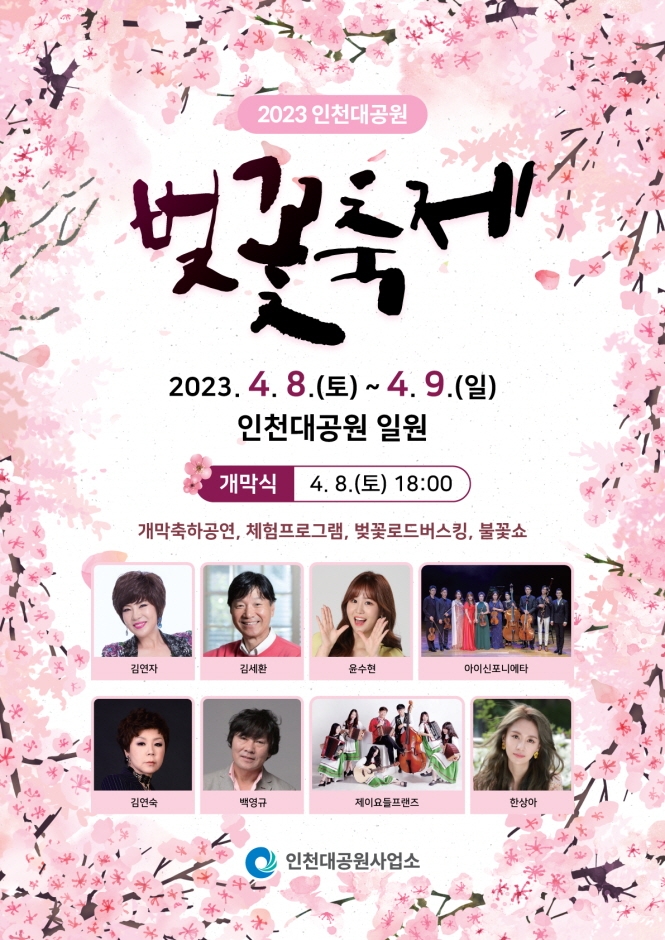 2023 인천대공원
벚꽃축제
2023. 4. 8.(토) ~ 4. 9.(일)
인천대공원 일원
개막식 4. 8.(토) 18:00
개막축하공연, 체험프로그램, 벚꽃로드버스킹, 불꽃쇼
김연자 김세환 윤수현 아이신포니에타
김연숙 백영규 제이요들프랜즈 한상아
인천대공원사업소